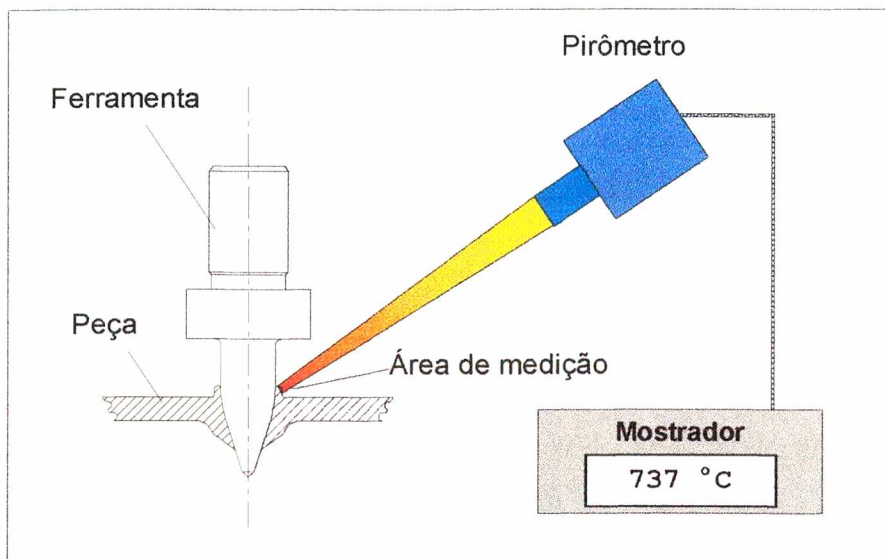 Pirômetro
Ferramenta
Peça
Área de medição
Mostrador
737 °C